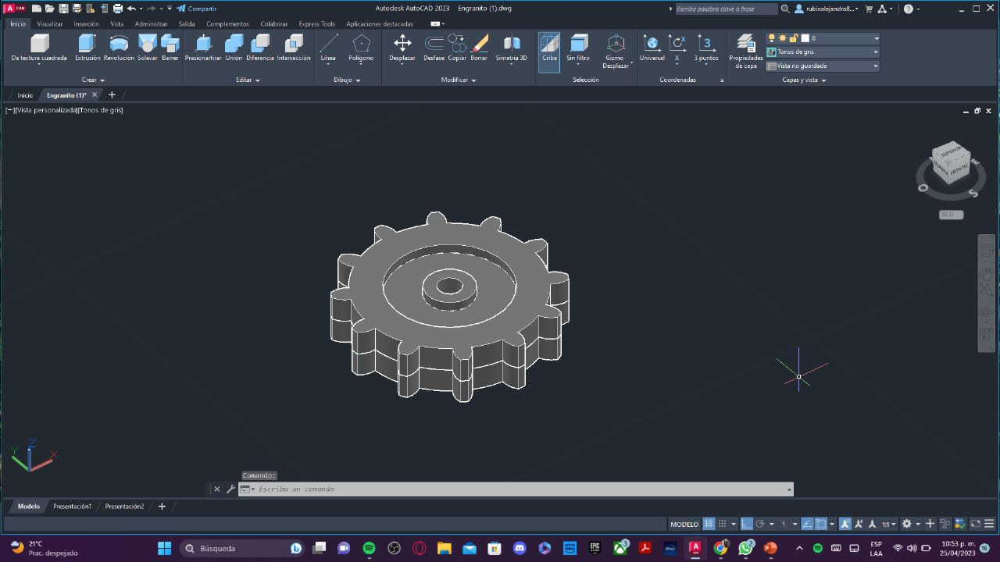 CAD
Compartir
Autodesk AutoCAD 2023 Engranito (1).dwg
Escriba palabra clave o frase
rubioalejandro8...
Inicio Visualizar Inserción Vista Administrar Salida Complementos Colaborar Express Tools Aplicaciones destacadas
De textura cuadrada Extrusión Revolución Solevar Barrer Presionartirar Unión Diferencia Intersección Línea Polígono Desplazar Desfase Copiar Borrar Simetría 3D Criba Sin filtro Gizmo Desplazar Universal X 3 puntos Propiedades de capa
0
Tonos de gris
Vista no guardada
Crear Editar Dibujo Modificar Selección Coordenadas Capas y vista
Inicio Engranito (1)*
[−][Vista personalizada][Tonos de gris]
SUPERIOR
FRONTAL
E
O
S
SCU
Z
Y
X
Comando:
Escriba un comando
Modelo Presentación1 Presentación2
MODELO
1:1
21°C
Prac. despejado
Búsqueda
ESP
LAA
10:53 p. m.
25/04/2023